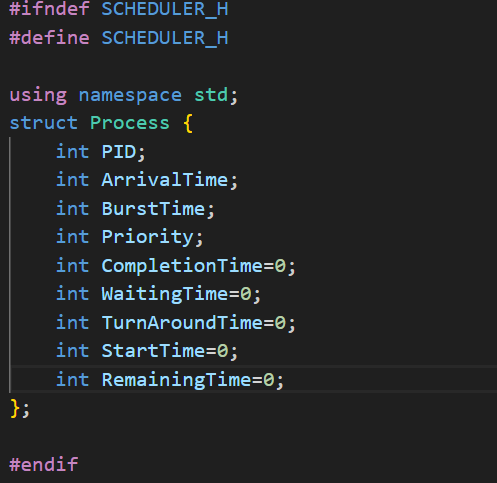 #ifndef SCHEDULER_H
#define SCHEDULER_H
using namespace std;
struct Process {
int PID;
int ArrivalTime;
int BurstTime;
int Priority;
int CompletionTime=0;
int WaitingTime=0;
int TurnAroundTime=0;
int StartTime=0;
int RemainingTime=0;
};
#endif